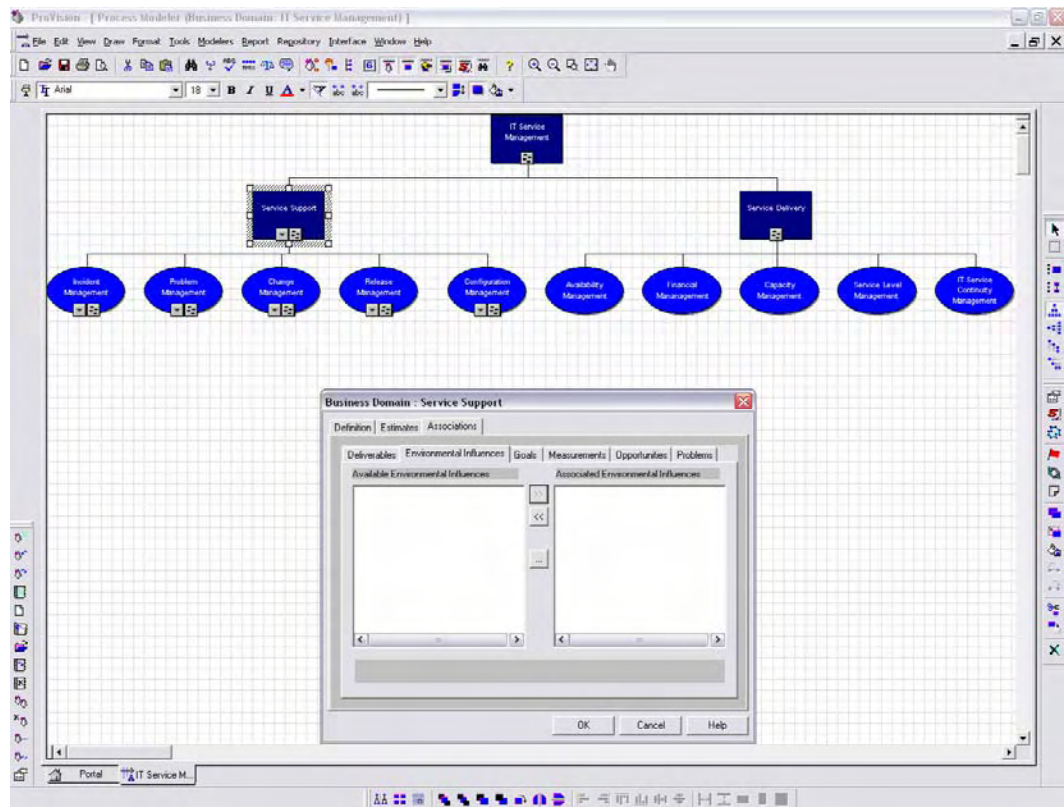 ProVision - [ Process Modeler (Business Domain: IT Service Management) ]
File Edit View Draw Format Tools Modelers Report Repository Interface Window Help
Arial 18 B I U A
IT Service
Management
Service Support
Service Delivery
Incident
Management
Problem
Management
Change
Management
Release
Management
Configuration
Management
Availability
Management
Financial
Mananagement
Capacity
Management
Service Level
Management
IT Service
Continuity
Management
Business Domain : Service Support
Definition Estimates Associations
Deliverables Environmental Influences Goals Measurements Opportunities Problems
Available Environmental Influences
Associated Environmental Influences
>>
<<
...
OK Cancel Help
Portal IT Service M...